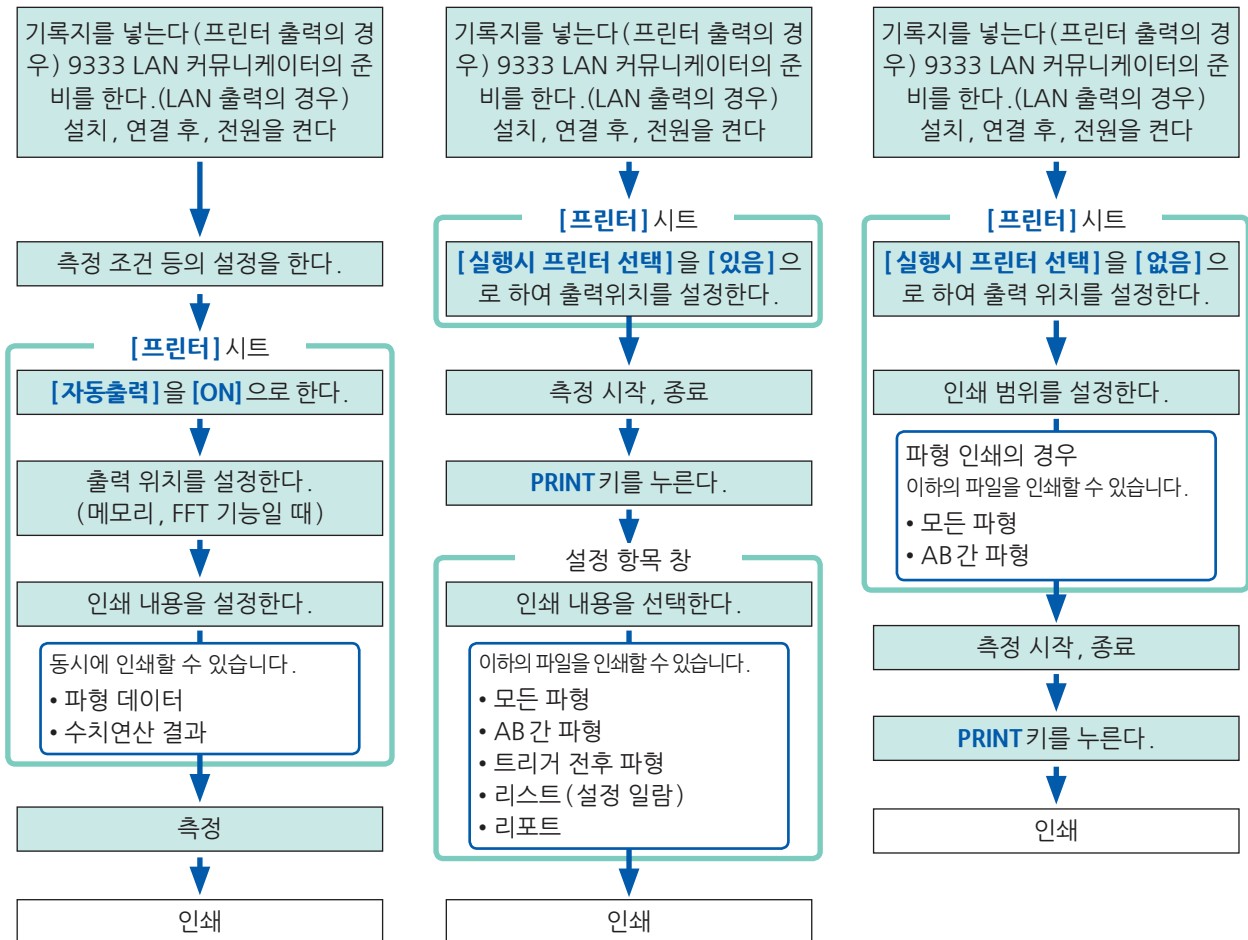 기록지를 넣는다(프린터 출력의 경
우) 9333 LAN 커뮤니케이터의 준
비를 한다.(LAN 출력의 경우)
설치, 연결 후, 전원을 켠다
측정 조건 등의 설정을 한다.
[프린터]시트
[자동출력]을 [ON]으로 한다.
출력 위치를 설정한다.
(메모리, FFT 기능일 때)
인쇄 내용을 설정한다.
동시에 인쇄할 수 있습니다.
• 파형 데이터
• 수치연산 결과
측정
인쇄
기록지를 넣는다(프린터 출력의 경
우) 9333 LAN 커뮤니케이터의 준
비를 한다.(LAN 출력의 경우)
설치, 연결 후, 전원을 켠다
[프린터]시트
[실행시 프린터 선택]을 [있음]으
로 하여 출력위치를 설정한다.
측정 시작, 종료
PRINT키를 누른다.
설정 항목 창
인쇄 내용을 선택한다.
이하의 파일을 인쇄할 수 있습니다.
• 모든 파형
• AB간 파형
• 트리거 전후 파형
• 리스트(설정 일람)
• 리포트
인쇄
기록지를 넣는다(프린터 출력의 경
우) 9333 LAN 커뮤니케이터의 준
비를 한다.(LAN 출력의 경우)
설치, 연결 후, 전원을 켠다
[프린터]시트
[실행시 프린터 선택]을 [없음]으
로 하여 출력 위치를 설정한다.
인쇄 범위를 설정한다.
파형 인쇄의 경우
이하의 파일을 인쇄할 수 있습니다.
• 모든 파형
• AB간 파형
측정 시작, 종료
PRINT키를 누른다.
인쇄